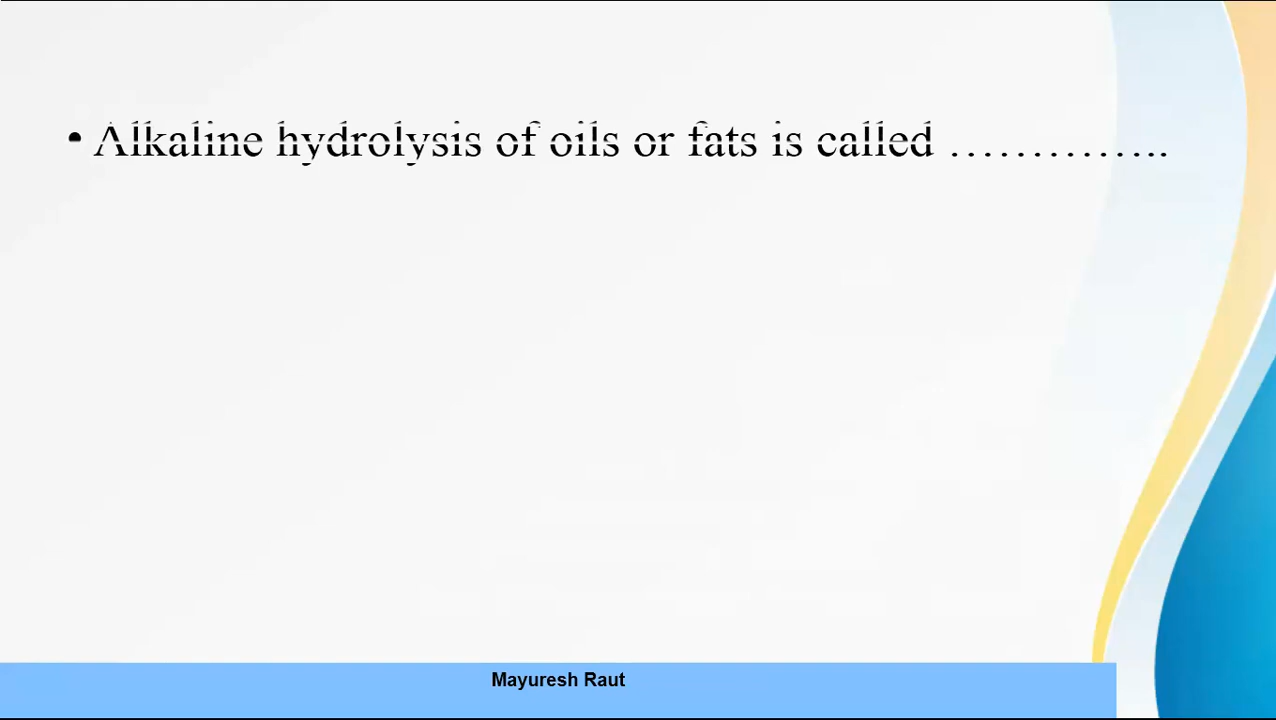 • Alkaline hydrolysis of oils or fats is called …………..
Mayuresh Raut